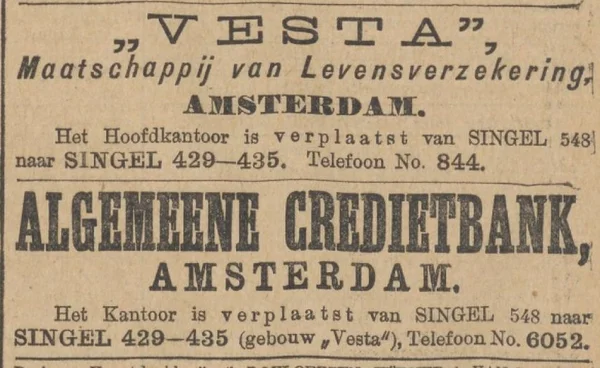 „VESTA”,
Maatschappij van Levensverzekering,
AMSTERDAM.
Het Hoofdkantoor is verplaatst van SINGEL 548
naar SINGEL 429—435. Telefoon No. 844.
ALGEMEENE CREDIETBANK,
AMSTERDAM.
Het Kantoor is verplaatst van SINGEL 548 naar
SINGEL 429—435 (gebouw „Vesta”), Telefoon No. 6052.